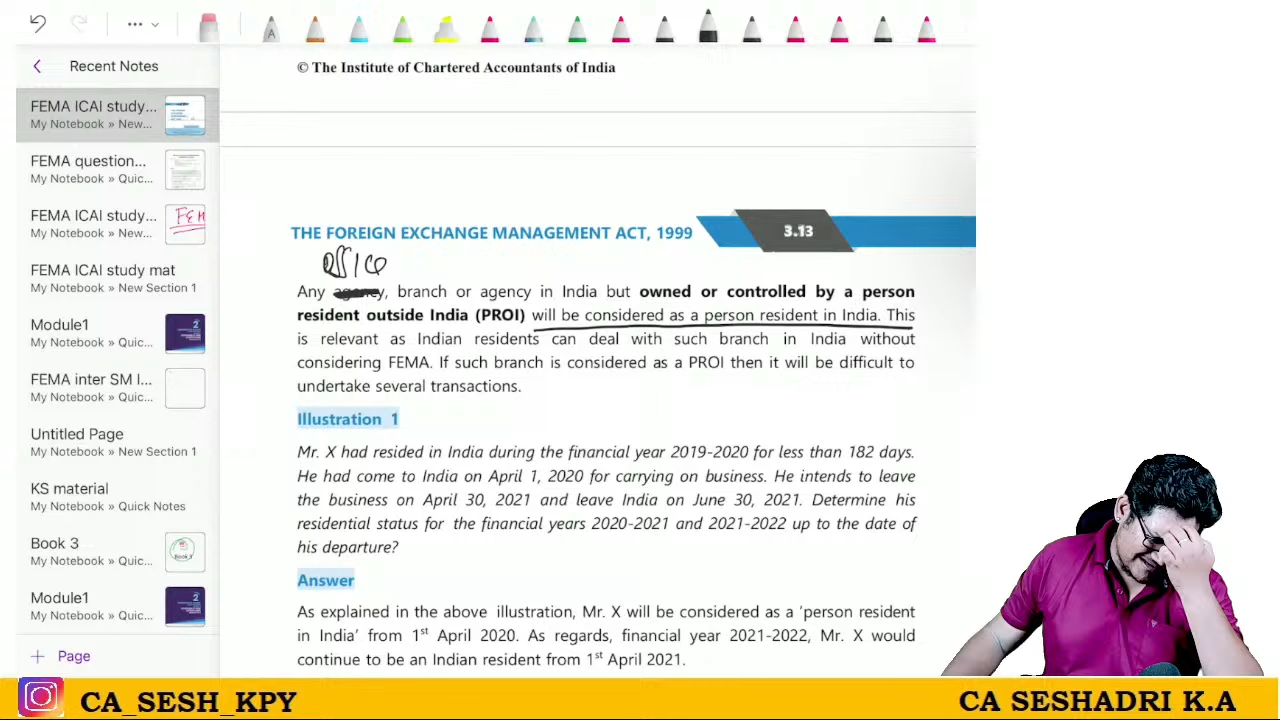 A
Recent Notes
FEMA ICAI study...
My Notebook » New...
FEMA question...
My Notebook » Quic...
FEMA ICAI study...
My Notebook » New...
FEM
FEMA ICAI study mat
My Notebook » New Section 1
Module1
My Notebook » Quic...
2
FEMA inter SM I...
My Notebook » Quic...
Untitled Page
My Notebook » New Section 1
KS material
My Notebook » Quick Notes
Book 3
My Notebook » Quic...
Book 3
Module1
My Notebook » Quic...
2
+ Page
© The Institute of Chartered Accountants of India
THE FOREIGN EXCHANGE MANAGEMENT ACT, 1999
3.13
office
Any agency, branch or agency in India but owned or controlled by a person
resident outside India (PROI) will be considered as a person resident in India. This
is relevant as Indian residents can deal with such branch in India without
considering FEMA. If such branch is considered as a PROI then it will be difficult to
undertake several transactions.
Illustration 1
Mr. X had resided in India during the financial year 2019-2020 for less than 182 days.
He had come to India on April 1, 2020 for carrying on business. He intends to leave
the business on April 30, 2021 and leave India on June 30, 2021. Determine his
residential status for the financial years 2020-2021 and 2021-2022 up to the date of
his departure?
Answer
As explained in the above illustration, Mr. X will be considered as a 'person resident
in India' from 1st April 2020. As regards, financial year 2021-2022, Mr. X would
continue to be an Indian resident from 1st April 2021.
CA_SESH_KPY
CA SESHADRI K.A